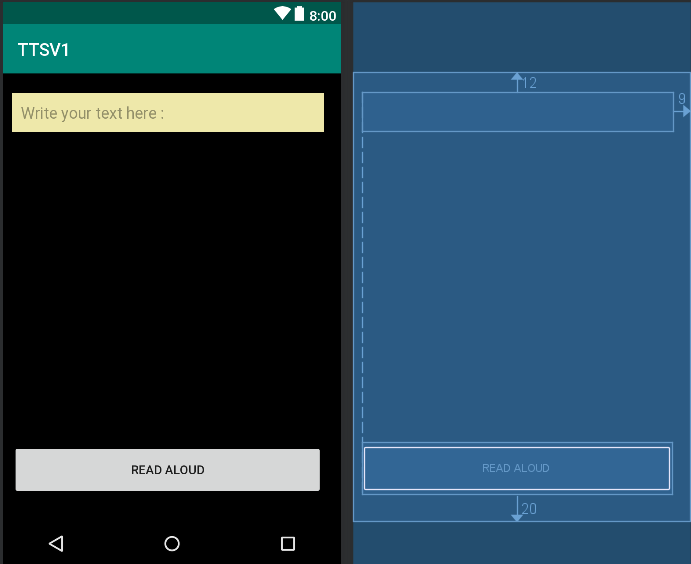 8:00
TTSV1
Write your text here :
READ ALOUD
12
9
READ ALOUD
20